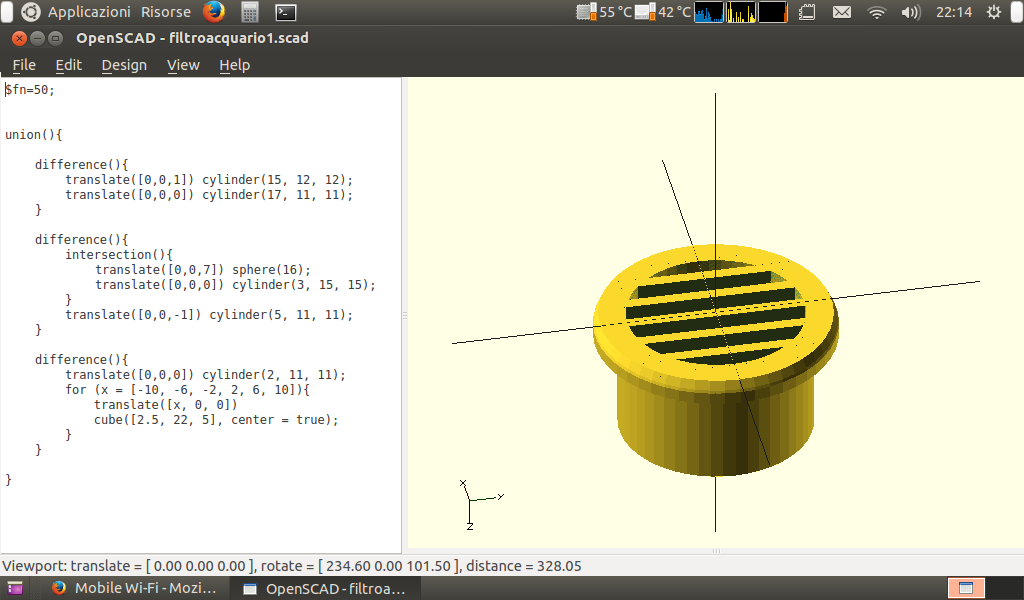 Applicazioni Risorse 55 °C 42 °C 22:14
OpenSCAD - filtroacquario1.scad
File Edit Design View Help
$fn=50;
union(){
difference(){
translate([0,0,1]) cylinder(15, 12, 12);
translate([0,0,0]) cylinder(17, 11, 11);
}
difference(){
intersection(){
translate([0,0,7]) sphere(16);
translate([0,0,0]) cylinder(3, 15, 15);
}
translate([0,0,-1]) cylinder(5, 11, 11);
}
difference(){
translate([0,0,0]) cylinder(2, 11, 11);
for (x = [-10, -6, -2, 2, 6, 10]){
translate([x, 0, 0])
cube([2.5, 22, 5], center = true);
}
}
}
x
y
z
Viewport: translate = [ 0.00 0.00 0.00 ], rotate = [ 234.60 0.00 101.50 ], distance = 328.05
Mobile Wi-Fi - Mozi... OpenSCAD - filtroa...